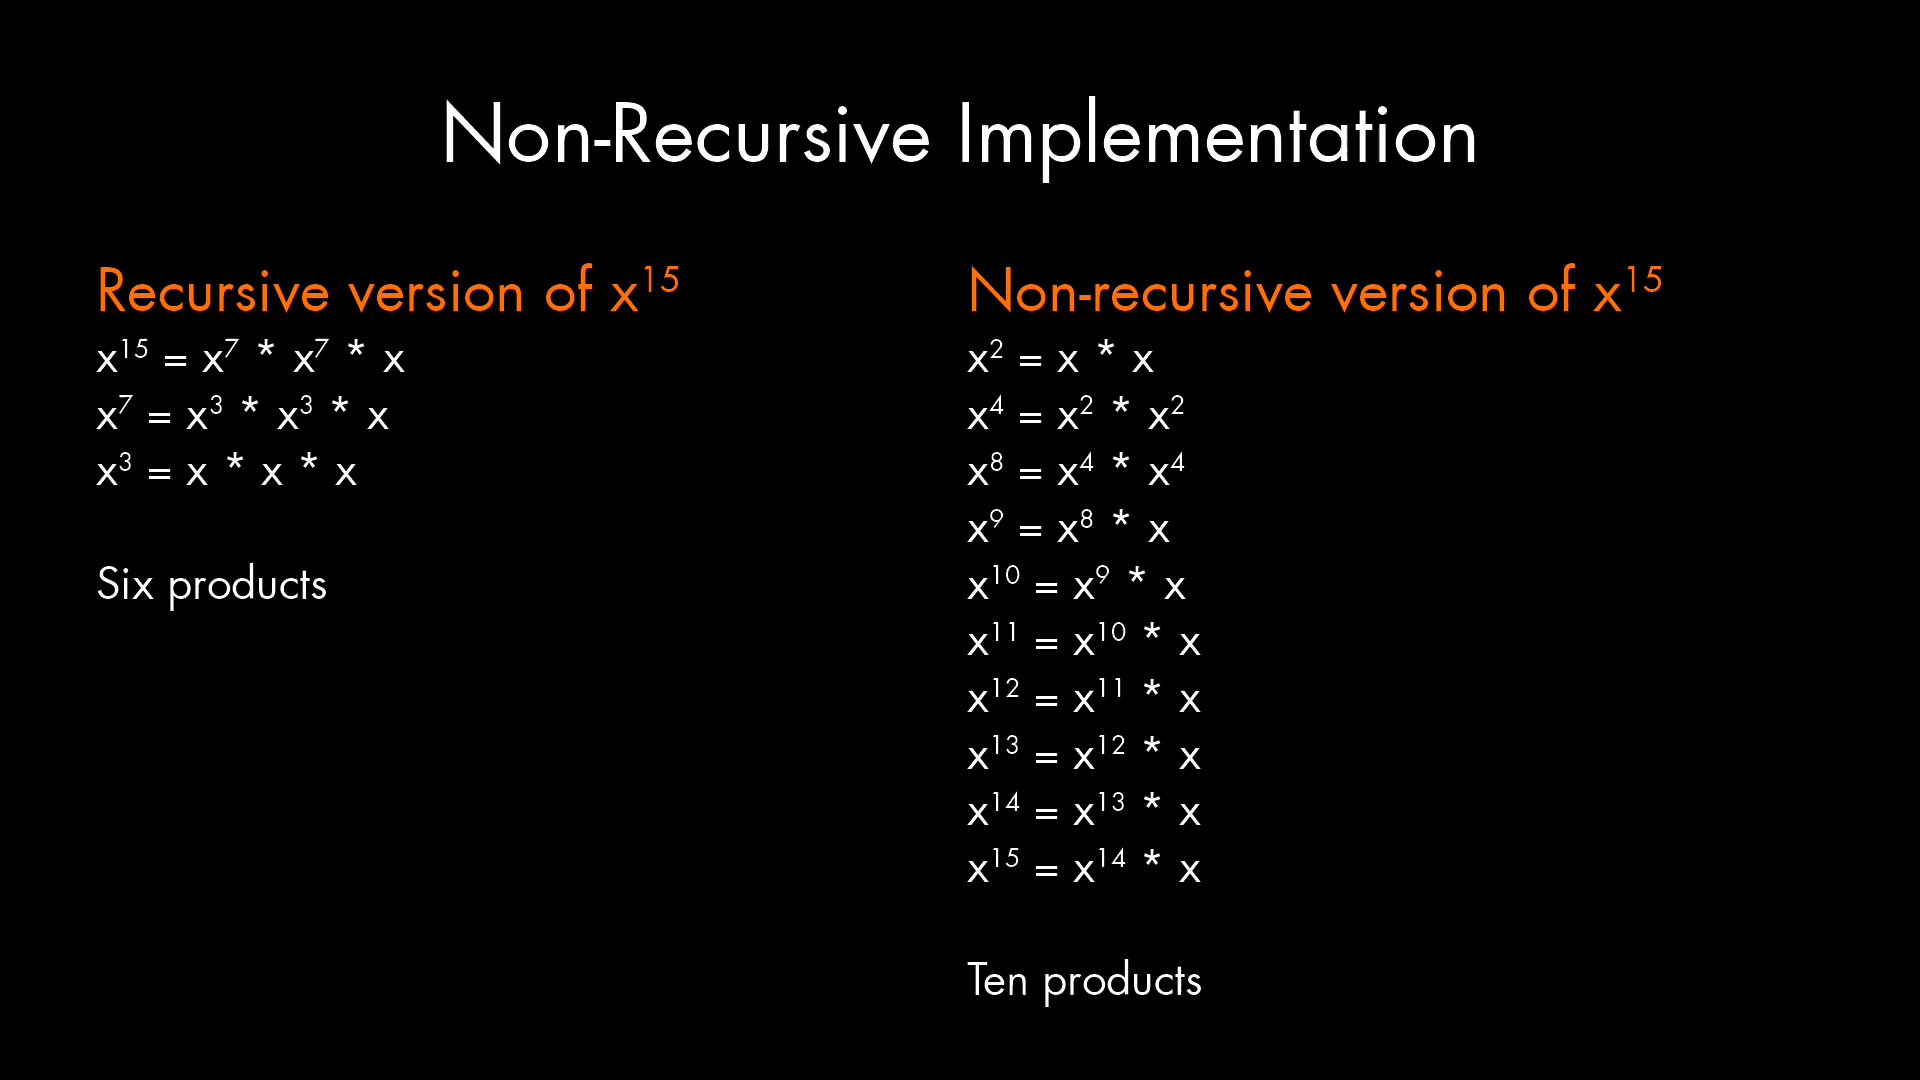 Non-Recursive Implementation
Recursive version of x¹⁵
x¹⁵ = x⁷ * x⁷ * x
x⁷ = x³ * x³ * x
x³ = x * x * x
Six products
Non-recursive version of x¹⁵
x² = x * x
x⁴ = x² * x²
x⁸ = x⁴ * x⁴
x⁹ = x⁸ * x
x¹⁰ = x⁹ * x
x¹¹ = x¹⁰ * x
x¹² = x¹¹ * x
x¹³ = x¹² * x
x¹⁴ = x¹³ * x
x¹⁵ = x¹⁴ * x
Ten products